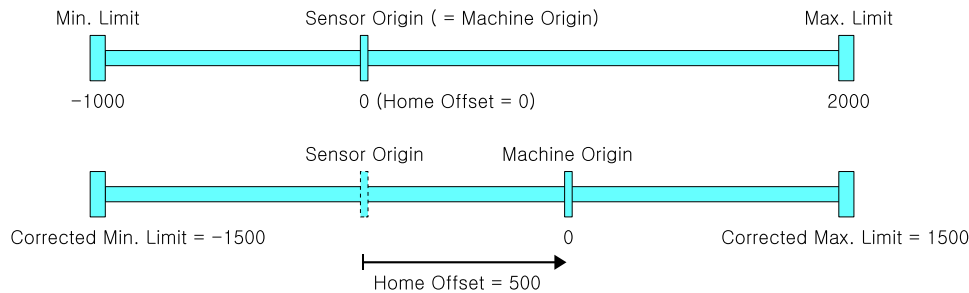 Min. Limit
Sensor Origin ( = Machine Origin)
Max. Limit
-1000
0 (Home Offset = 0)
2000
Sensor Origin
Machine Origin
Corrected Min. Limit = -1500
0
Corrected Max. Limit = 1500
Home Offset = 500